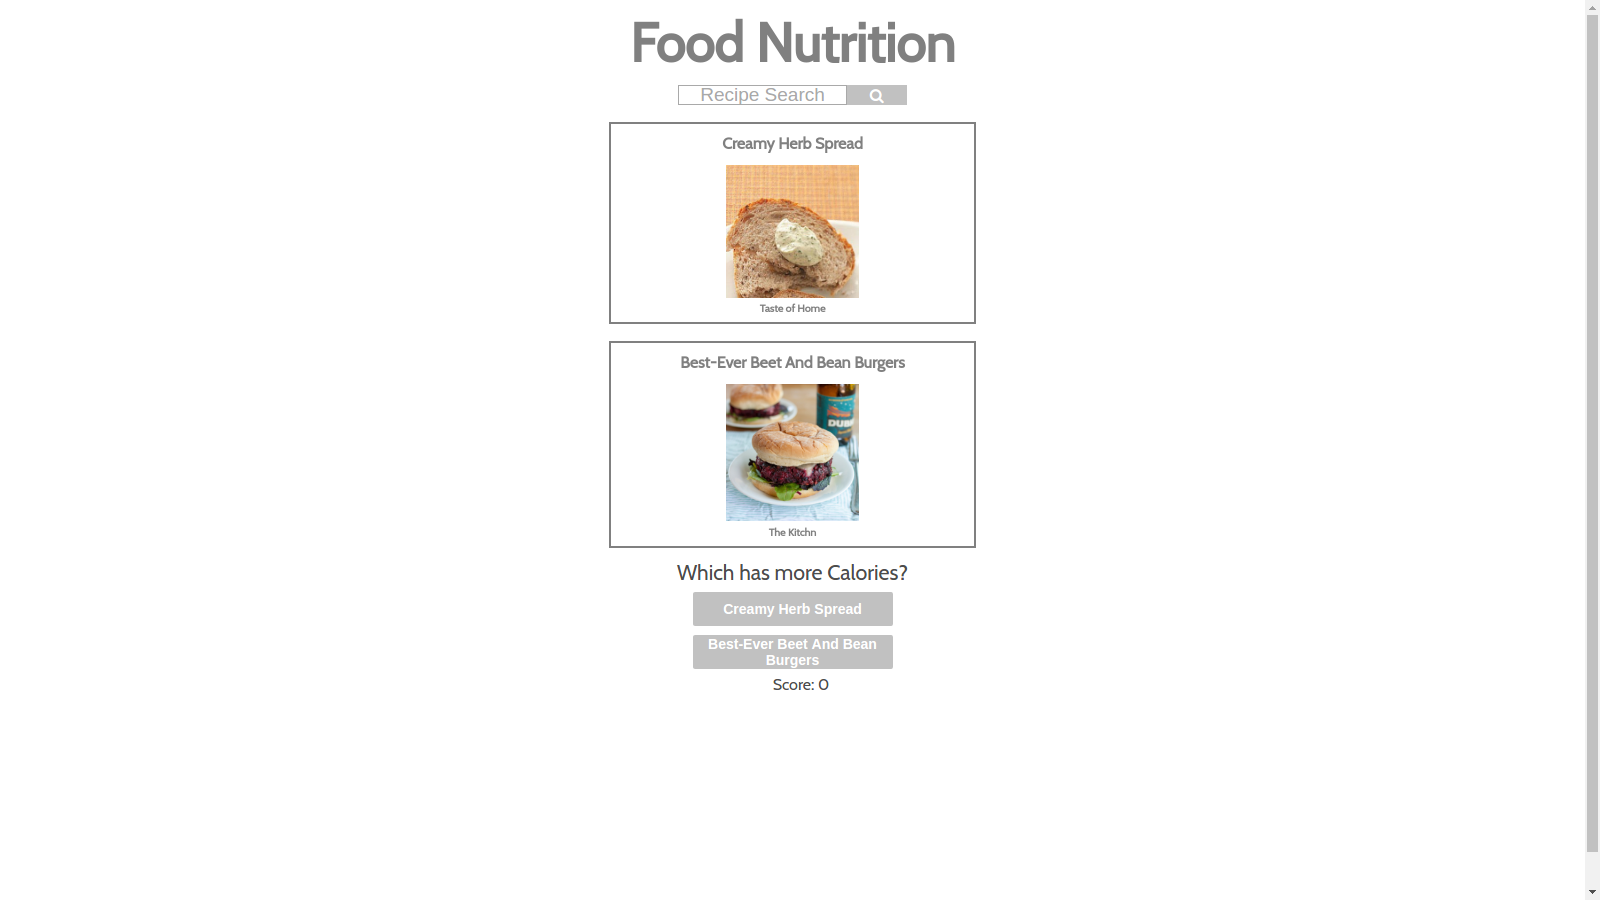 Food Nutrition
Recipe Search
Creamy Herb Spread
Taste of Home
Best-Ever Beet And Bean Burgers
DUB
The Kitchn
Which has more Calories?
Creamy Herb Spread
Best-Ever Beet And Bean
Burgers
Score: 0